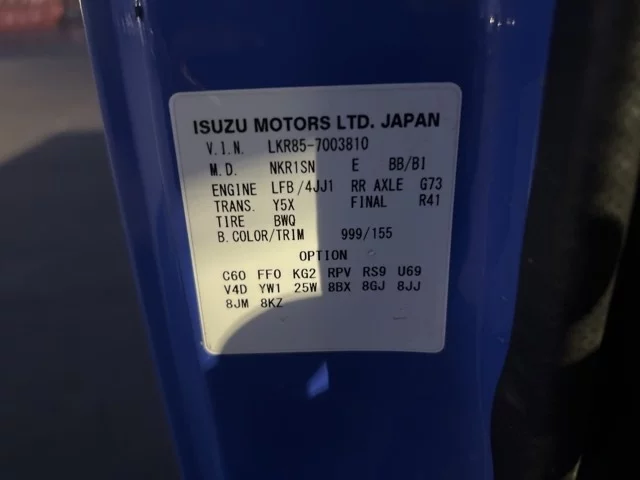 ISUZU MOTORS LTD. JAPAN
V.I.N. LKR85-7003810
M.D. NKR1SN E BB/BI
ENGINE LFB/4JJ1 RR AXLE G73
TRANS. Y5X FINAL R41
TIRE BWQ
B.COLOR/TRIM 999/155
OPTION
C60 FF0 KG2 RPV RS9 U69
V4D YW1 25W 8BX 8GJ 8JJ
8JM 8KZ